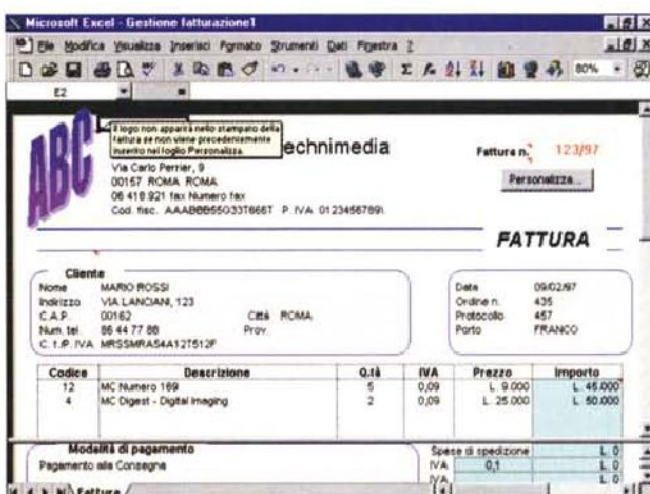 Microsoft Excel - Gestione fatturazione1
File Modifica Visualizza Inserisci Formato Strumenti Dati Finestra ?
80%
E2 =
ABC
Il logo non apparirà nello stampato della
fattura se non viene precedentemente
inserito nel foglio Personalizza.
echnimedia
Fattura n. 123/97
Via Carlo Perrier, 9
00157 ROMA ROMA
Personalizza...
06 418 921 fax Numero fax
Cod. fisc. P. IVA
FATTURA
Cliente
Nome MARIO ROSSI
Indirizzo VIA LANCIANI, 123
C.A.P. 00162 Città ROMA
Num. tel. 86 44 77 88 Prov.
C. f./P. IVA
Data 09/02/97
Ordine n. 435
Protocollo 457
Porto FRANCO
Codice Descrizione Q.tà IVA Prezzo Importo
12 MC Numero 169 5 0,09 L. 9.000 L. 45.000
4 MC Digest - Digital Imaging 2 0,09 L. 25.000 L. 50.000
Modalità di pagamento
Spese di spedizione L. 0
Pagamento alla Consegna
IVA 0,1 L. 0
IVA L. 0
Fattura